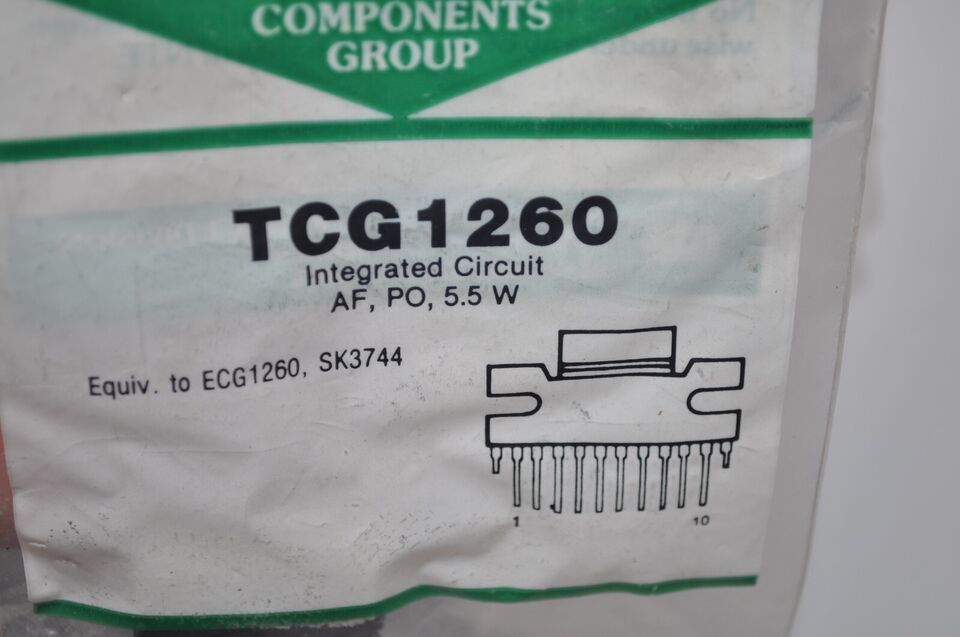 COMPONENTS
GROUP
TCG1260
Integrated Circuit
AF, PO, 5.5 W
Equiv. to ECG1260, SK3744
1
10